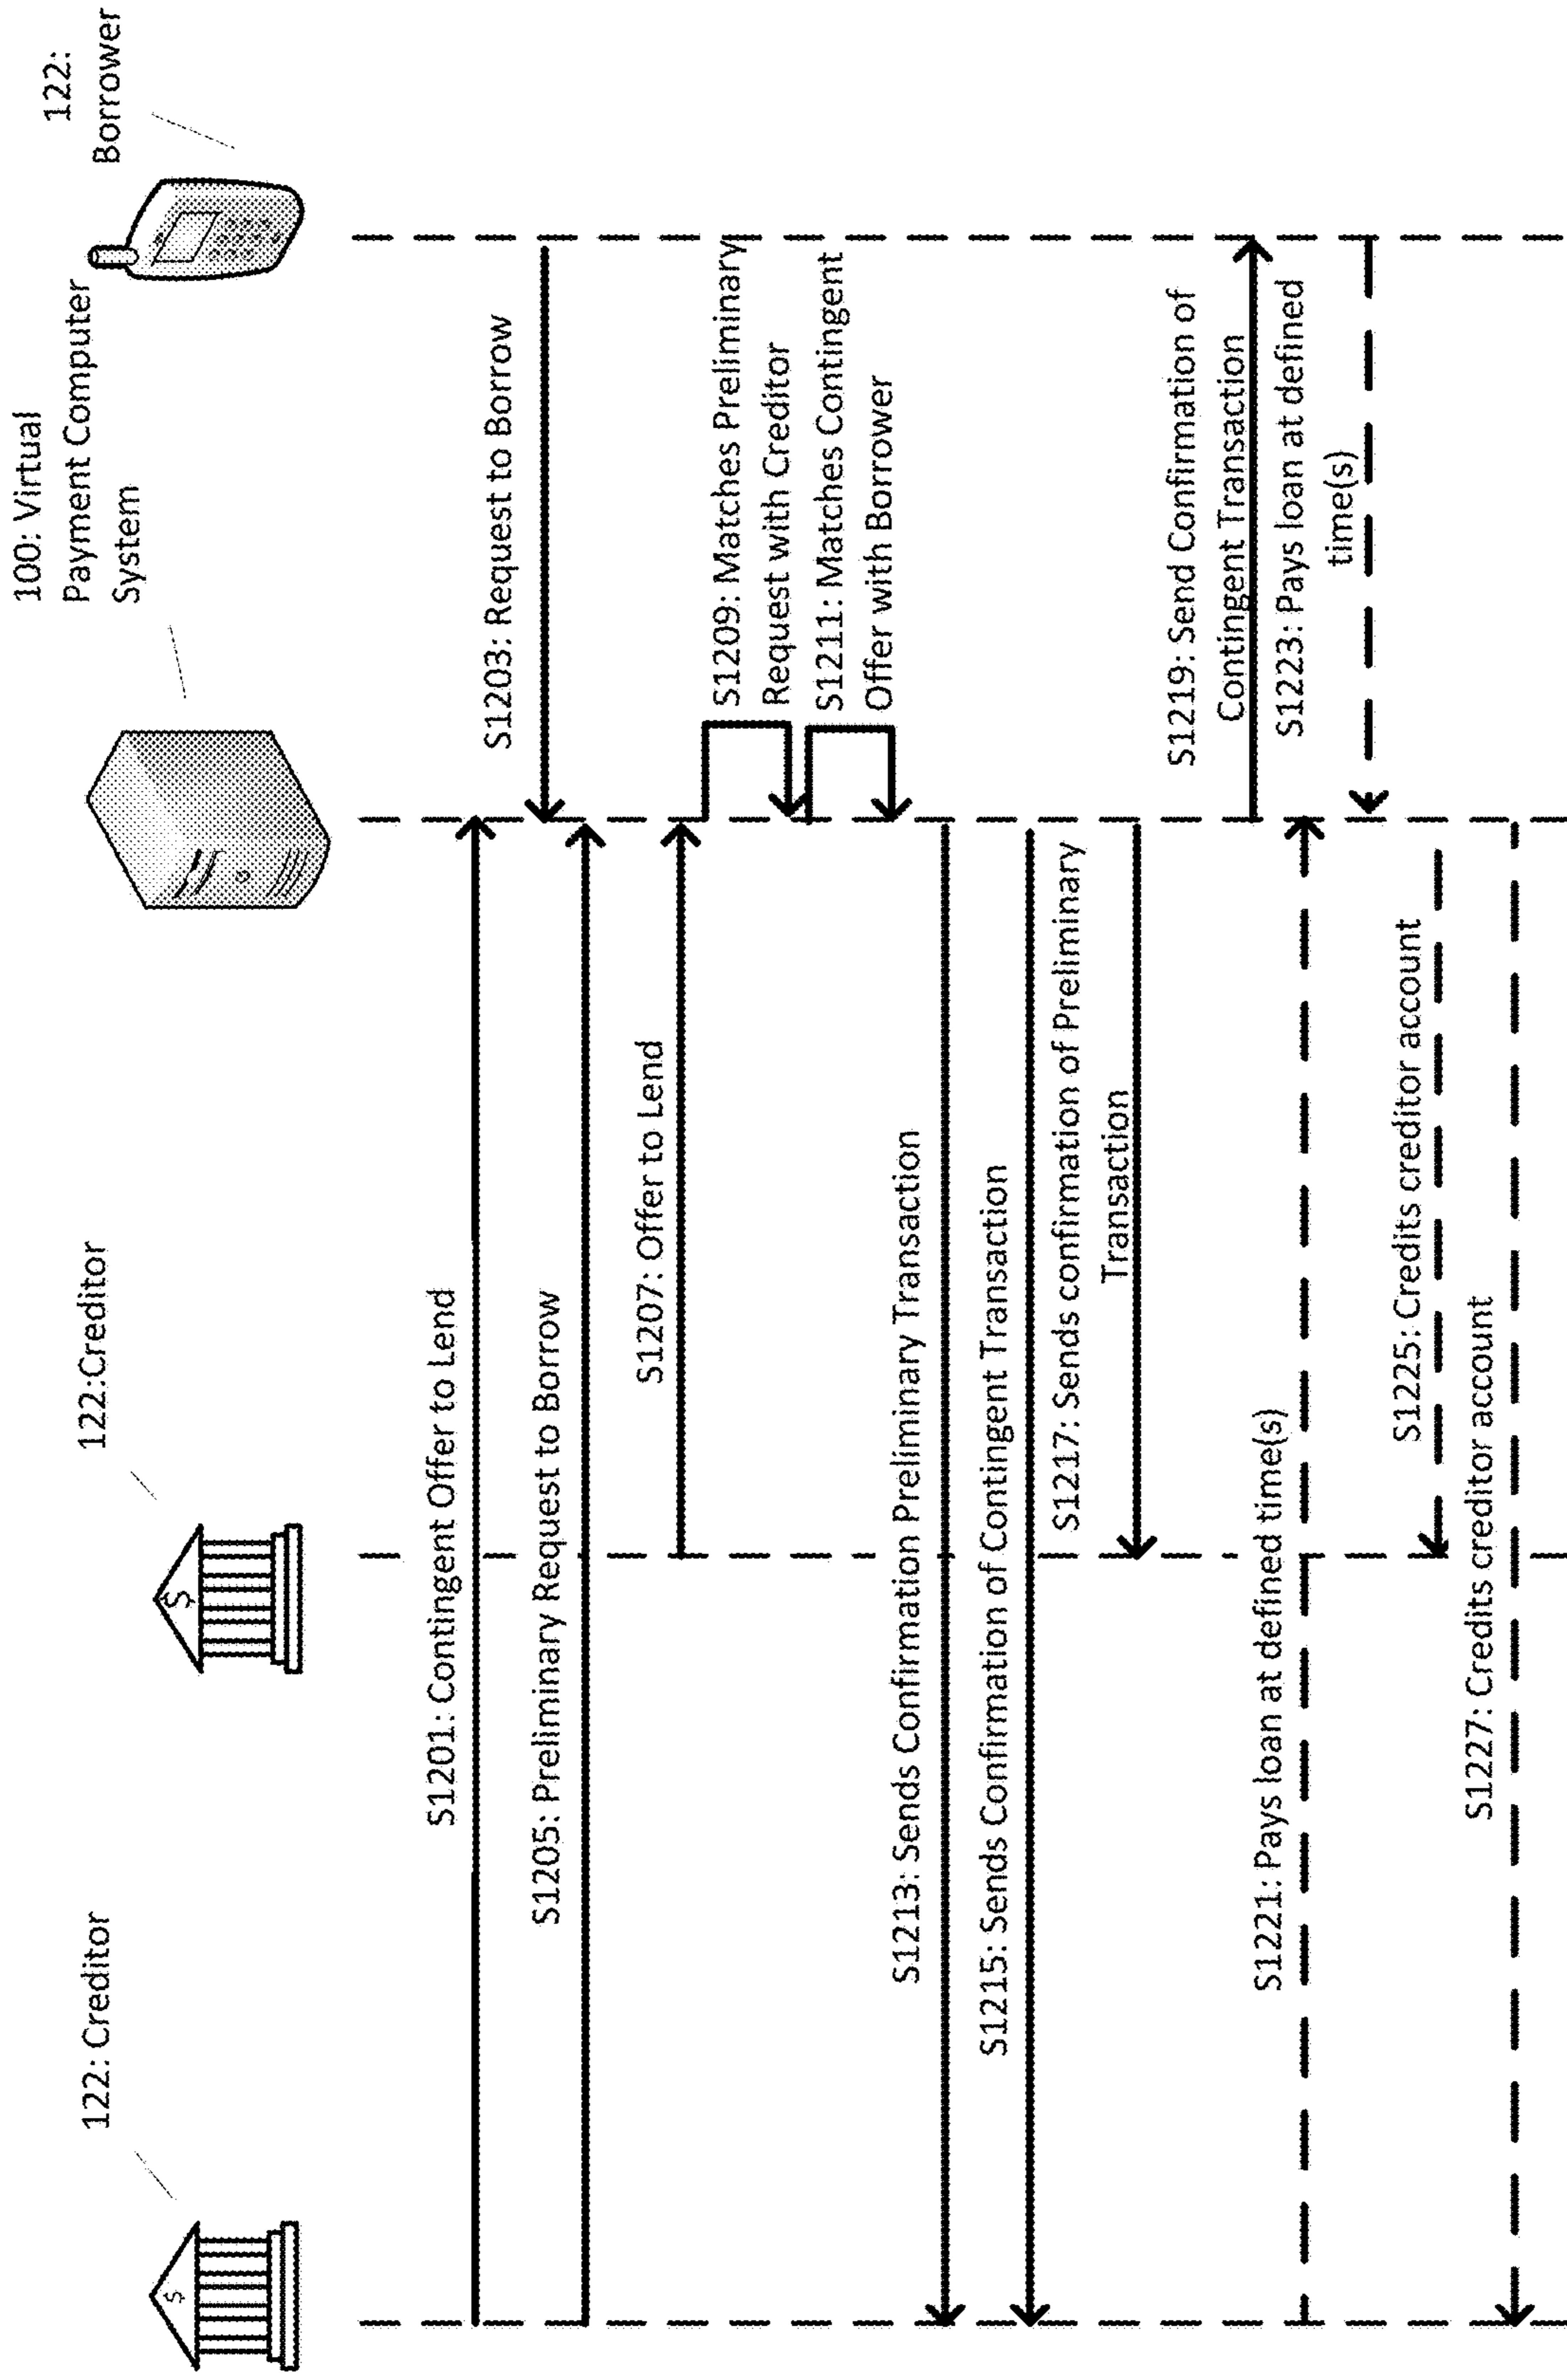 122: Creditor
122:Creditor
100: Virtual
Payment Computer
System
122:
Borrower
S1201: Contingent Offer to Lend
S1203: Request to Borrow
S1205: Preliminary Request to Borrow
S1207: Offer to Lend
S1209: Matches Preliminary
Request with Creditor
S1211: Matches Contingent
Offer with Borrower
S1213: Sends Confirmation Preliminary Transaction
S1215: Sends Confirmation of Contingent Transaction
S1217: Sends confirmation of Preliminary
Transaction
S1219: Send Confirmation of
Contingent Transaction
S1221: Pays loan at defined time(s)
S1223: Pays loan at defined
time(s)
S1225: Credits creditor account
S1227: Credits creditor account
$
$